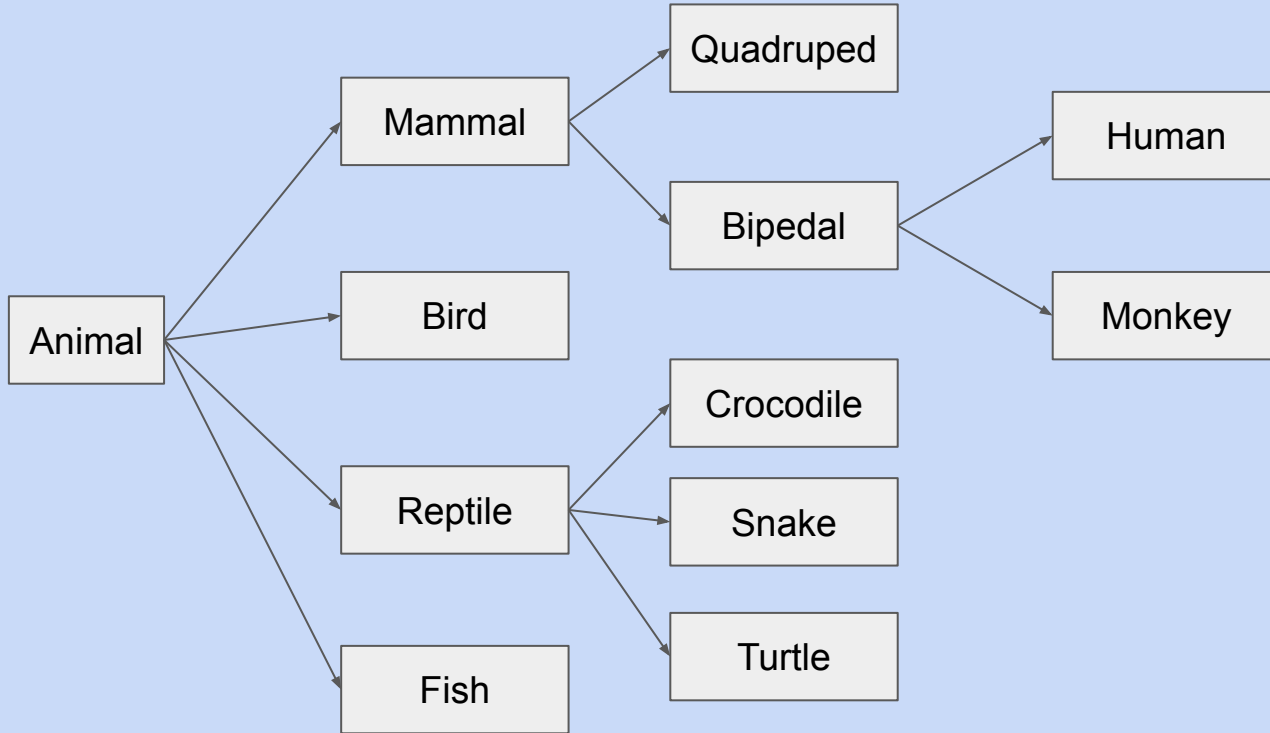 Animal
Mammal
Bird
Reptile
Fish
Quadruped
Bipedal
Crocodile
Snake
Turtle
Human
Monkey